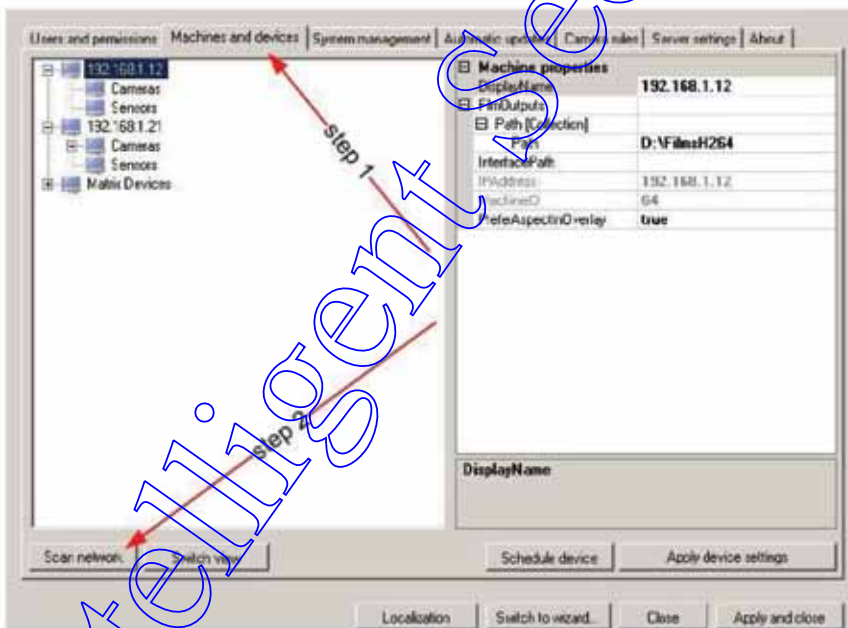 Users and permissions Machines and devices System management Automatic updates Camera rules Server settings About
192.168.1.12
Cameras
Sensors
192.168.1.21
Cameras
Sensors
Matrix Devices
step 1
step 2
Machine properties
DisplayName 192.168.1.12
FilmOutputs
Path [Collection]
Path D:\FilmsH264
InterfacePath
IPAddress 192.168.1.12
MachineID 64
PreferAspectInOverlay true
DisplayName
Scan network Switch view Schedule device Apply device settings
Localization Switch to wizard... Close Apply and close